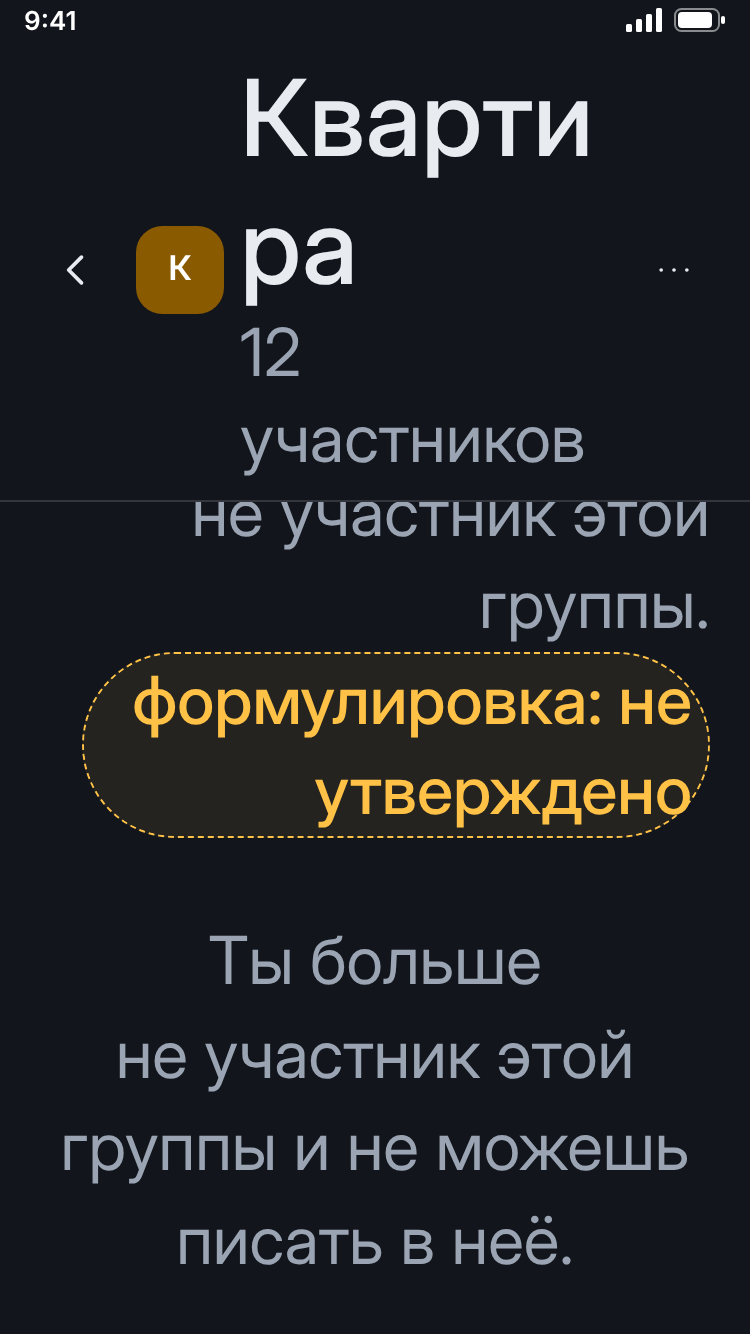 9:41
Кварти
ра
К
...
12
участников
не участник этой
группы.
формулировка: не
утверждено
Ты больше
не участник этой
группы и не можешь
писать в неё.